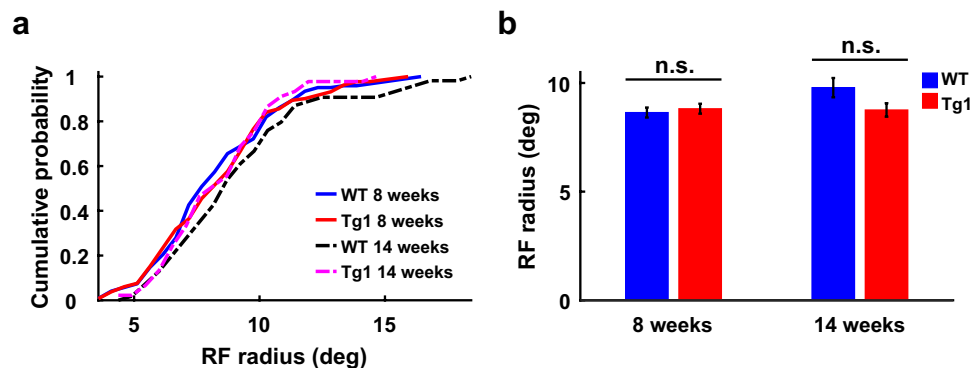 a
Cumulative probability
1
0.8
0.6
0.4
0.2
0
5
10
15
RF radius (deg)
WT 8 weeks
Tg1 8 weeks
WT 14 weeks
Tg1 14 weeks
b
RF radius (deg)
10
5
0
n.s.
n.s.
8 weeks
14 weeks
WT
Tg1